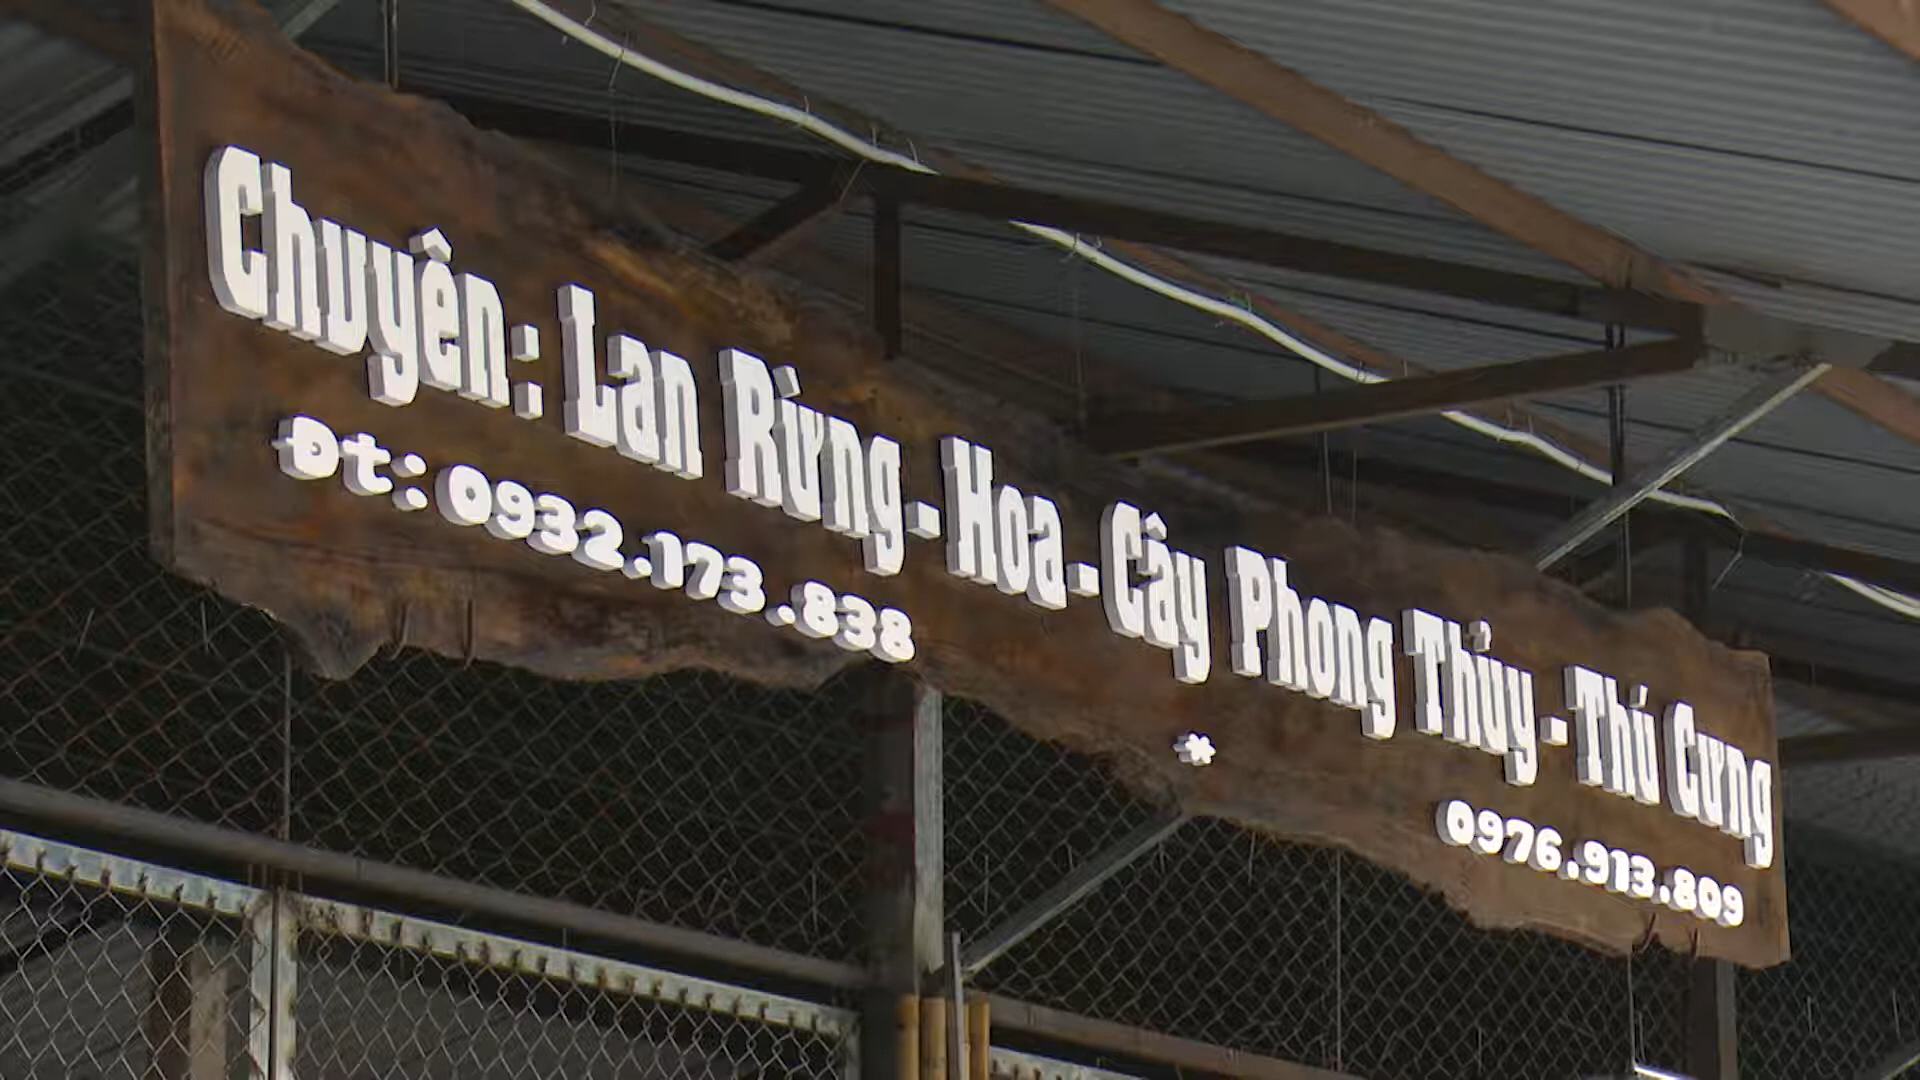 Chuyên: Lan Rừng - Hoa - Cây Phong Thủy - Thú Cưng
Đt: 0932.173.838
*
0976.913.809